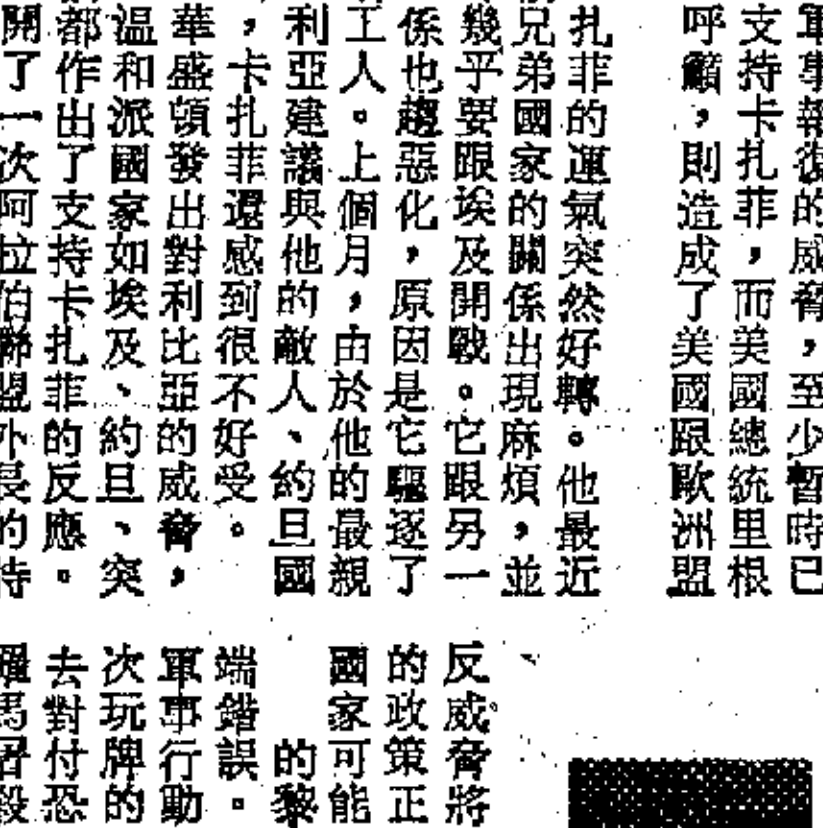 軍事報復的威脅，至少暫時已
支持卡扎菲，而美國總統里根
呼籲，則造成了美國跟歐洲盟
扎菲的運氣突然好轉。他最近
兄弟國家的關係出現麻煩，並
幾乎要跟埃及開戰。它跟另一
係也趨惡化，原因是它驅逐了
工人。上個月，由於他的最親
利亞建議與他的敵人、約旦國
，卡扎菲還感到很不好受。
華盛頓發出對利比亞的威脅，
溫和派國家如埃及、約旦、突
都作出了支持卡扎菲的反應。
開了一次阿拉伯聯盟外長的特
反威脅將
的政策正
國家可能
的黎
端錯誤。
軍事行動
次玩牌的
去對付恐
羅馬